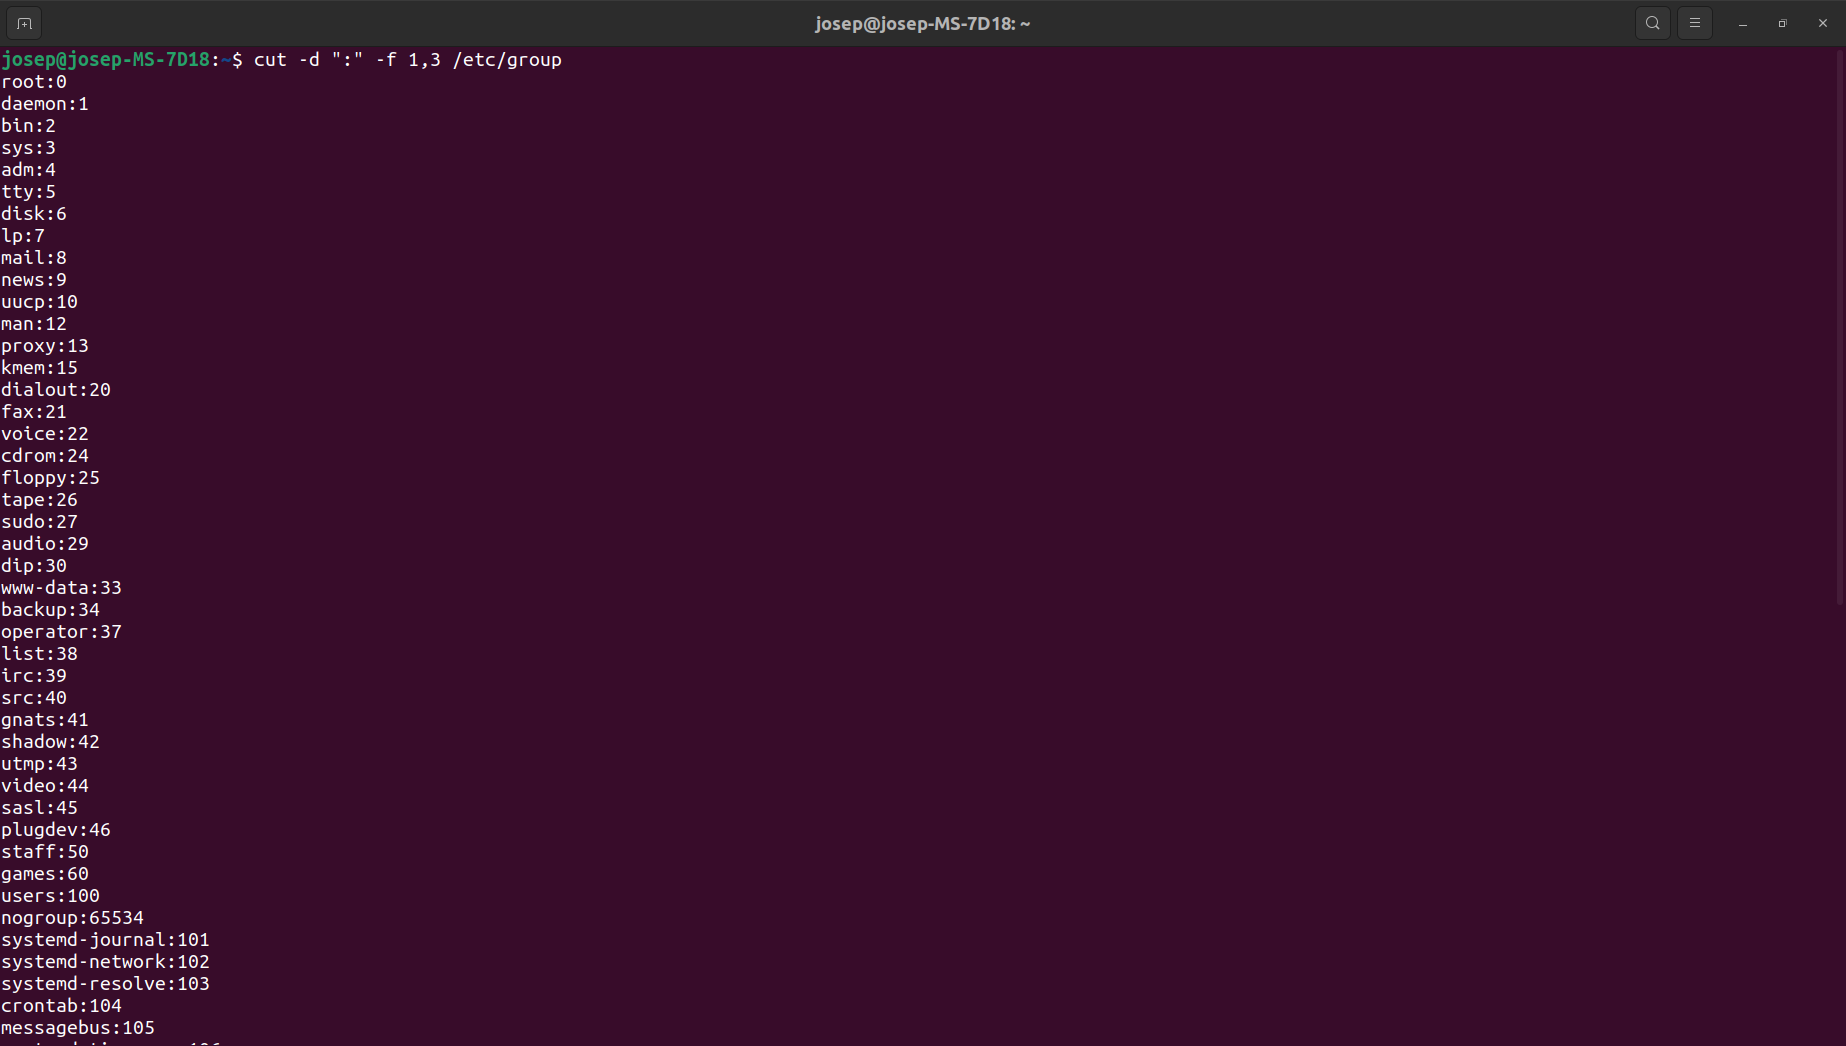 josep@josep-MS-7D18: ~
josep@josep-MS-7D18:~$ cut -d ":" -f 1,3 /etc/group
root:0
daemon:1
bin:2
sys:3
adm:4
tty:5
disk:6
lp:7
mail:8
news:9
uucp:10
man:12
proxy:13
kmem:15
dialout:20
fax:21
voice:22
cdrom:24
floppy:25
tape:26
sudo:27
audio:29
dip:30
www-data:33
backup:34
operator:37
list:38
irc:39
src:40
gnats:41
shadow:42
utmp:43
video:44
sasl:45
plugdev:46
staff:50
games:60
users:100
nogroup:65534
systemd-journal:101
systemd-network:102
systemd-resolve:103
crontab:104
messagebus:105